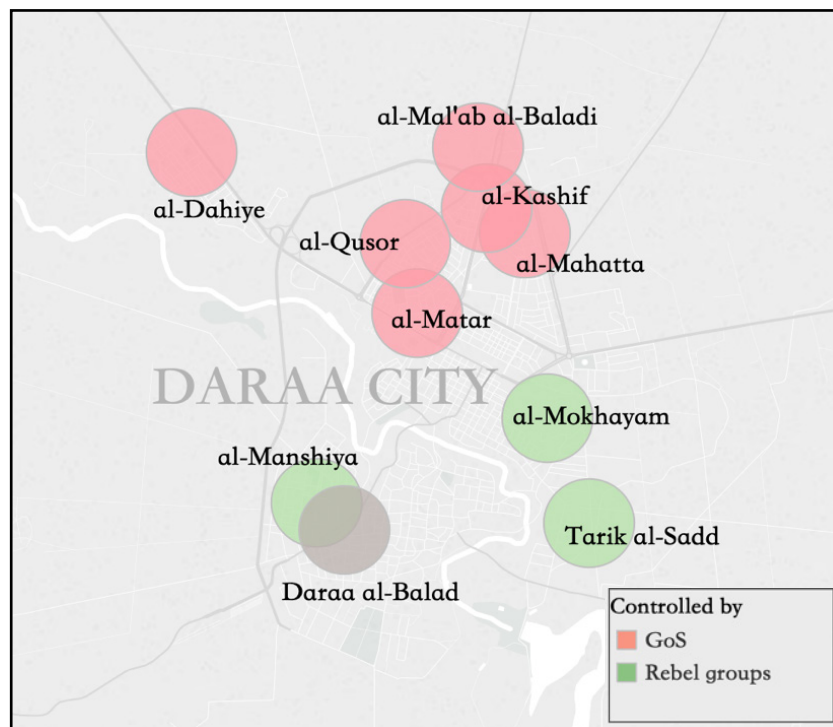 al-Mal'ab al-Baladi
al-Kashif
al-Dahiye
al-Qusor
al-Mahatta
al-Matar
DARAA CITY
al-Mokhayam
al-Manshiya
Tarik al-Sadd
Daraa al-Balad
Controlled by
GoS
Rebel groups